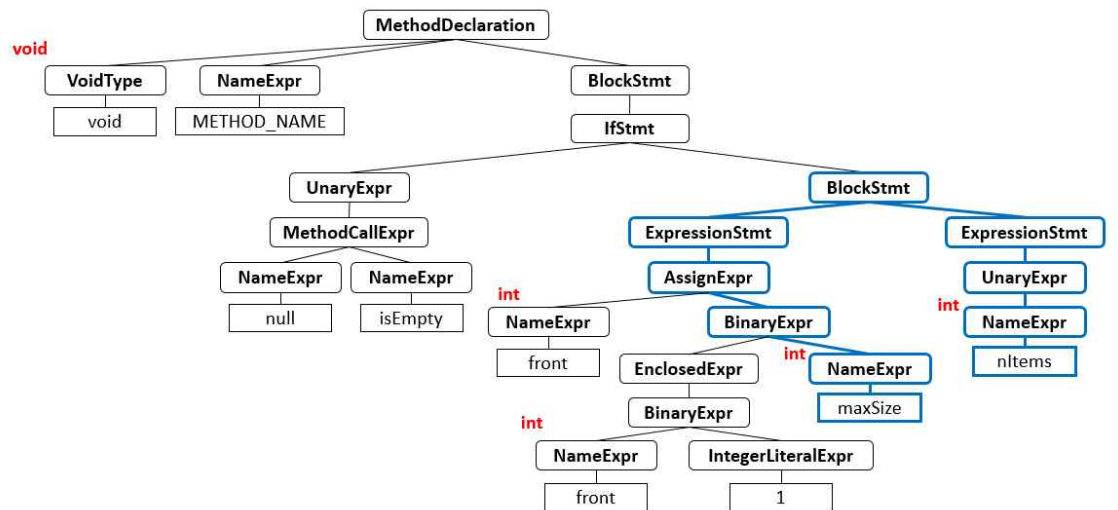 MethodDeclaration
void
VoidType NameExpr BlockStmt
void METHOD_NAME
IfStmt
UnaryExpr BlockStmt
MethodCallExpr ExpressionStmt ExpressionStmt
NameExpr NameExpr AssignExpr UnaryExpr
int int
null isEmpty NameExpr BinaryExpr NameExpr
front int nItems
EnclosedExpr NameExpr
BinaryExpr maxSize
int
NameExpr IntegerLiteralExpr
front 1